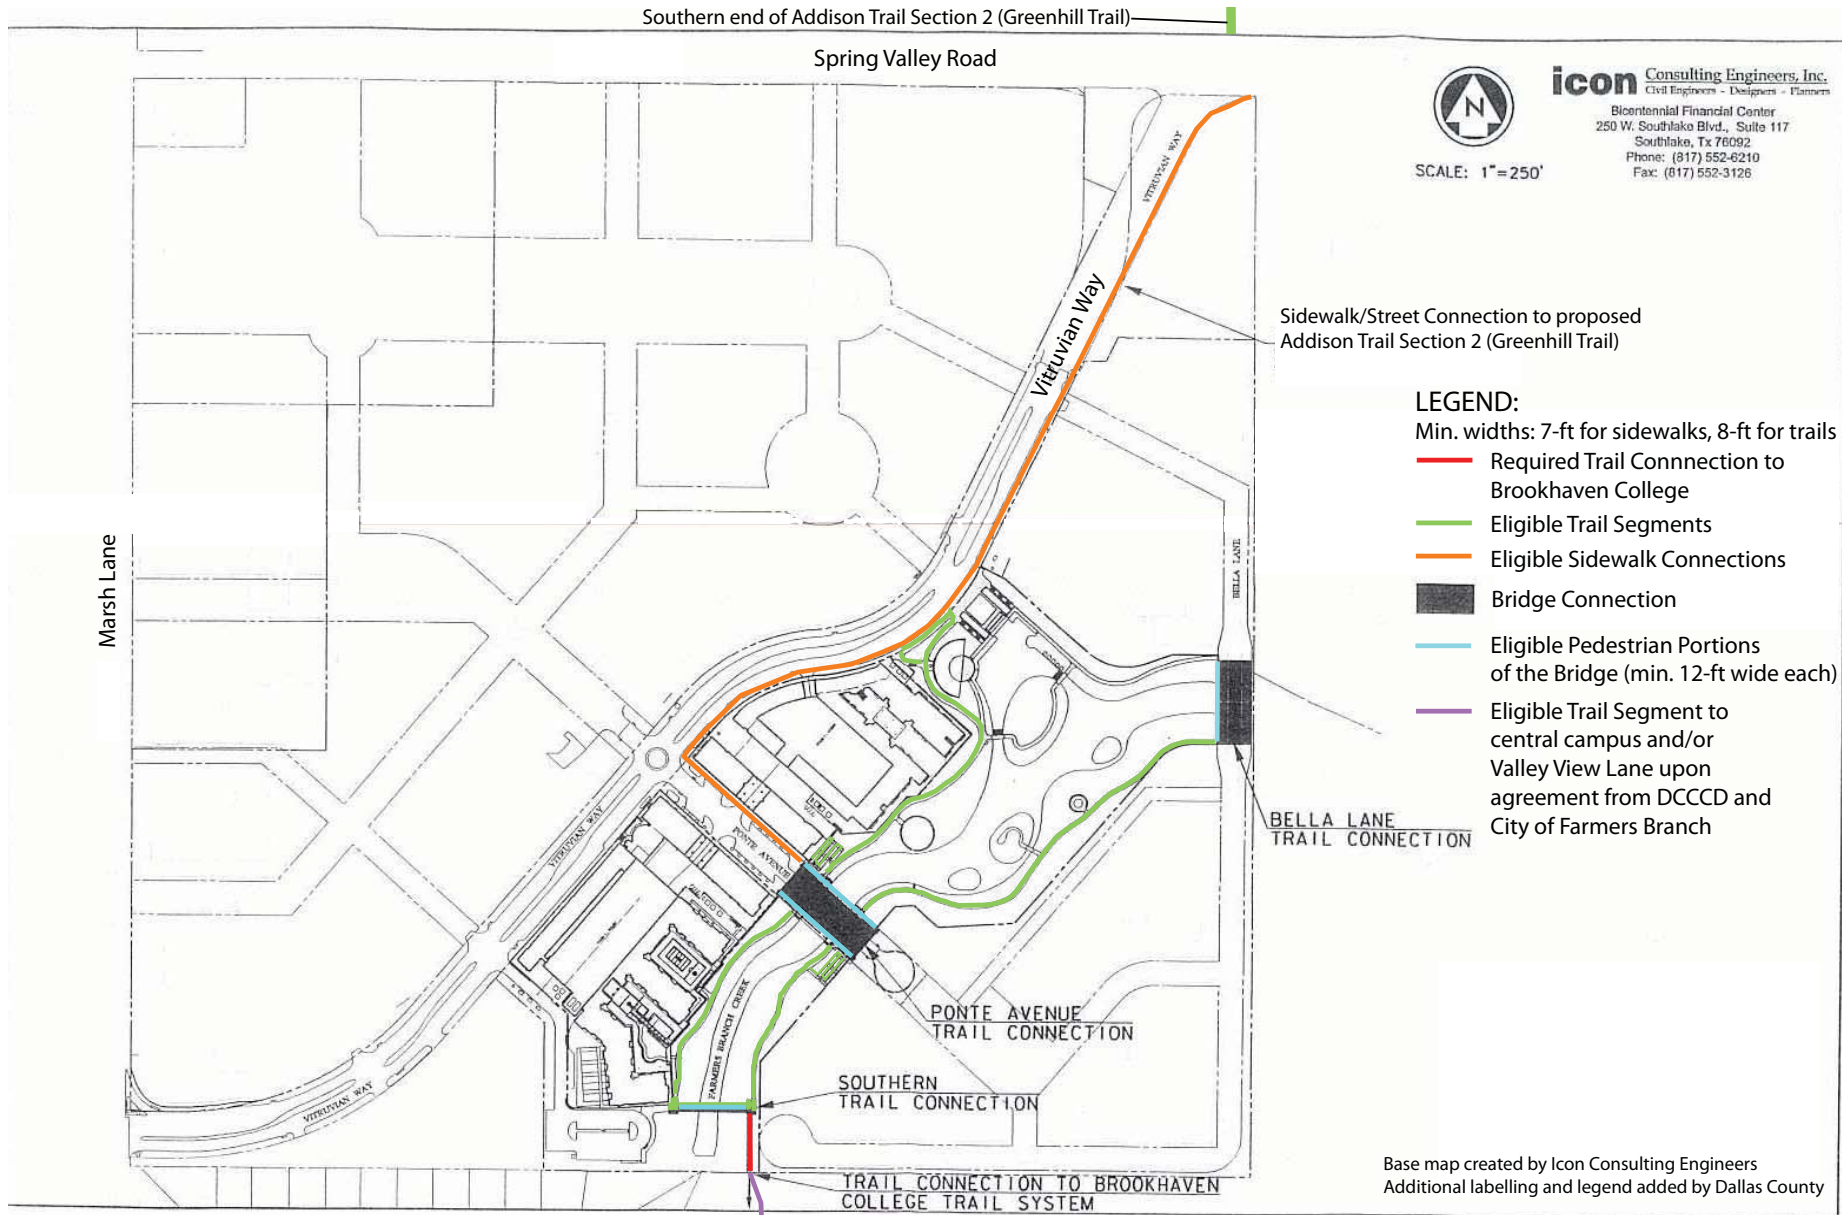 Southern end of Addison Trail Section 2 (Greenhill Trail)
Spring Valley Road
N
SCALE: 1"=250'
icon Consulting Engineers, Inc.
Civil Engineers - Designers - Planners
Bicentennial Financial Center
250 W. Southlake Blvd., Suite 117
Southlake, Tx 76092
Phone: (817) 552-6210
Fax: (817) 552-3126
VITRUVIAN WAY
Vitruvian Way
Sidewalk/Street Connection to proposed
Addison Trail Section 2 (Greenhill Trail)
LEGEND:
Min. widths: 7-ft for sidewalks, 8-ft for trails
Required Trail Connnection to
Brookhaven College
Eligible Trail Segments
Eligible Sidewalk Connections
Bridge Connection
Eligible Pedestrian Portions
of the Bridge (min. 12-ft wide each)
Eligible Trail Segment to
central campus and/or
Valley View Lane upon
agreement from DCCCD and
City of Farmers Branch
Marsh Lane
BELLA LANE
BELLA LANE
TRAIL CONNECTION
VITRUVIAN WAY
PONTE AVENUE
PONTE AVENUE
TRAIL CONNECTION
FARMERS BRANCH CREEK
SOUTHERN
TRAIL CONNECTION
VITRUVIAN WAY
TRAIL CONNECTION TO BROOKHAVEN
COLLEGE TRAIL SYSTEM
Base map created by Icon Consulting Engineers
Additional labelling and legend added by Dallas County